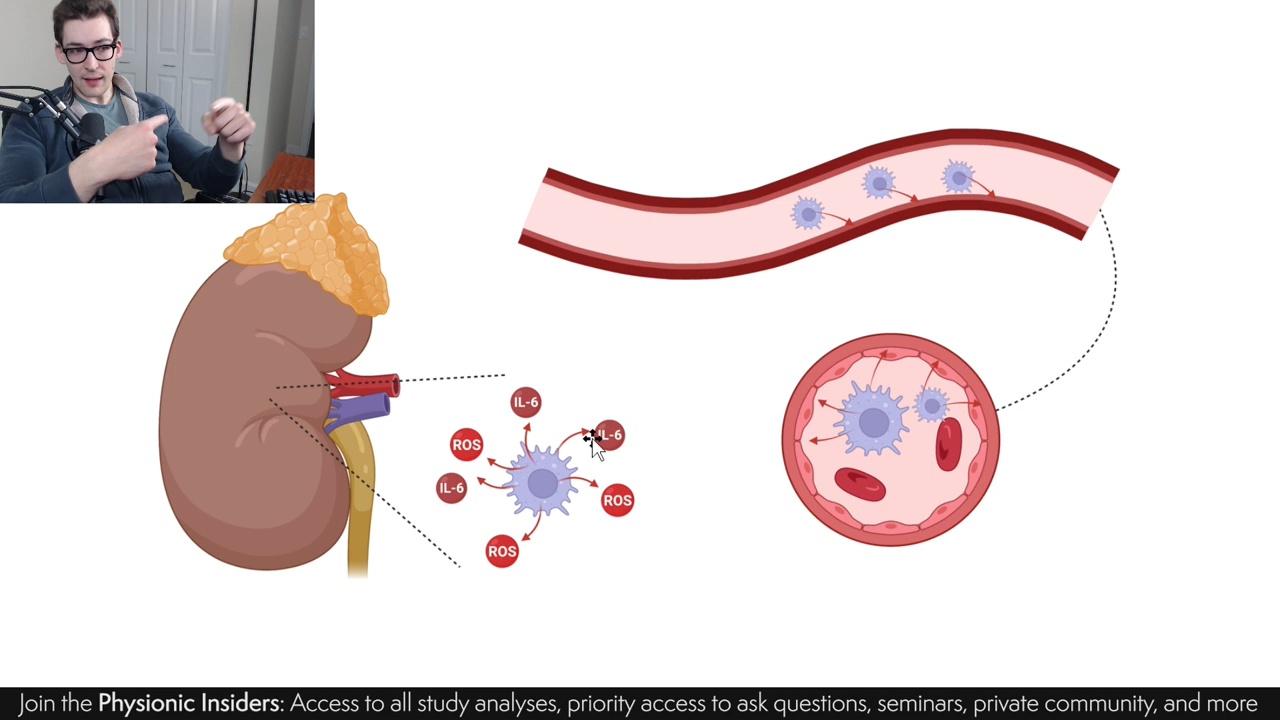 IL-6
IL-6
ROS
IL-6
ROS
ROS
Join the Physionic Insiders: Access to all study analyses, priority access to ask questions, seminars, private community, and more